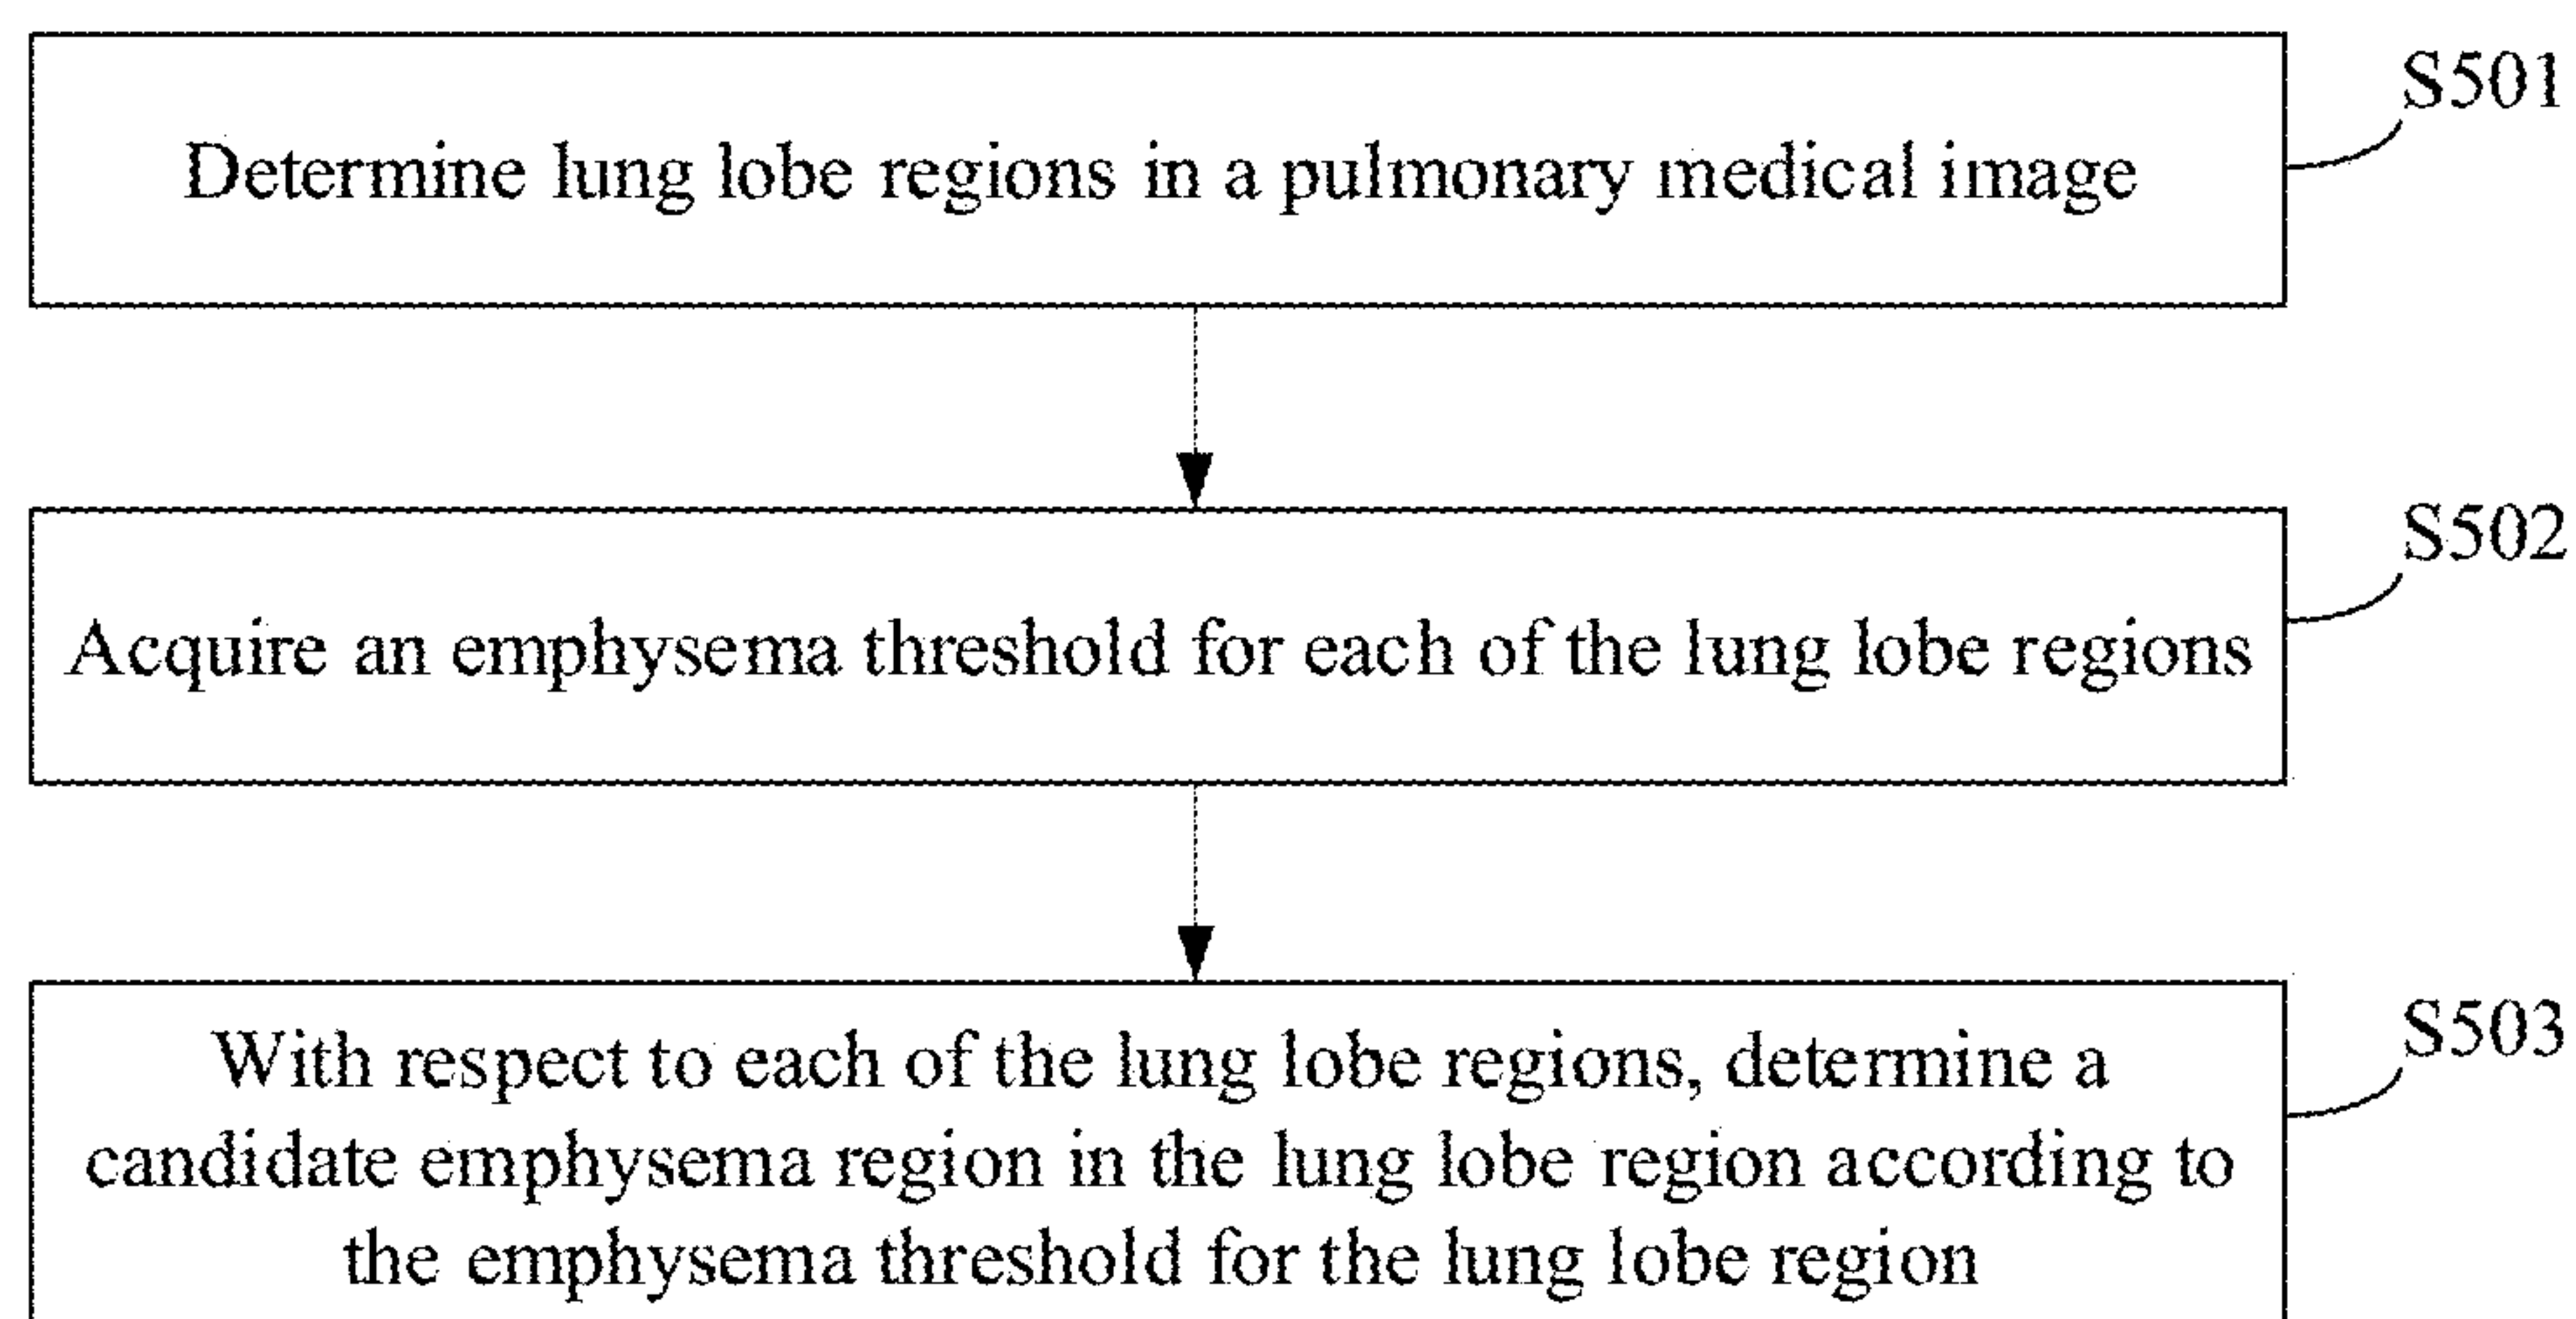 S501
Determine lung lobe regions in a pulmonary medical image
S502
Acquire an emphysema threshold for each of the lung lobe regions
S503
With respect to each of the lung lobe regions, determine a
candidate emphysema region in the lung lobe region according to
the emphysema threshold for the lung lobe region